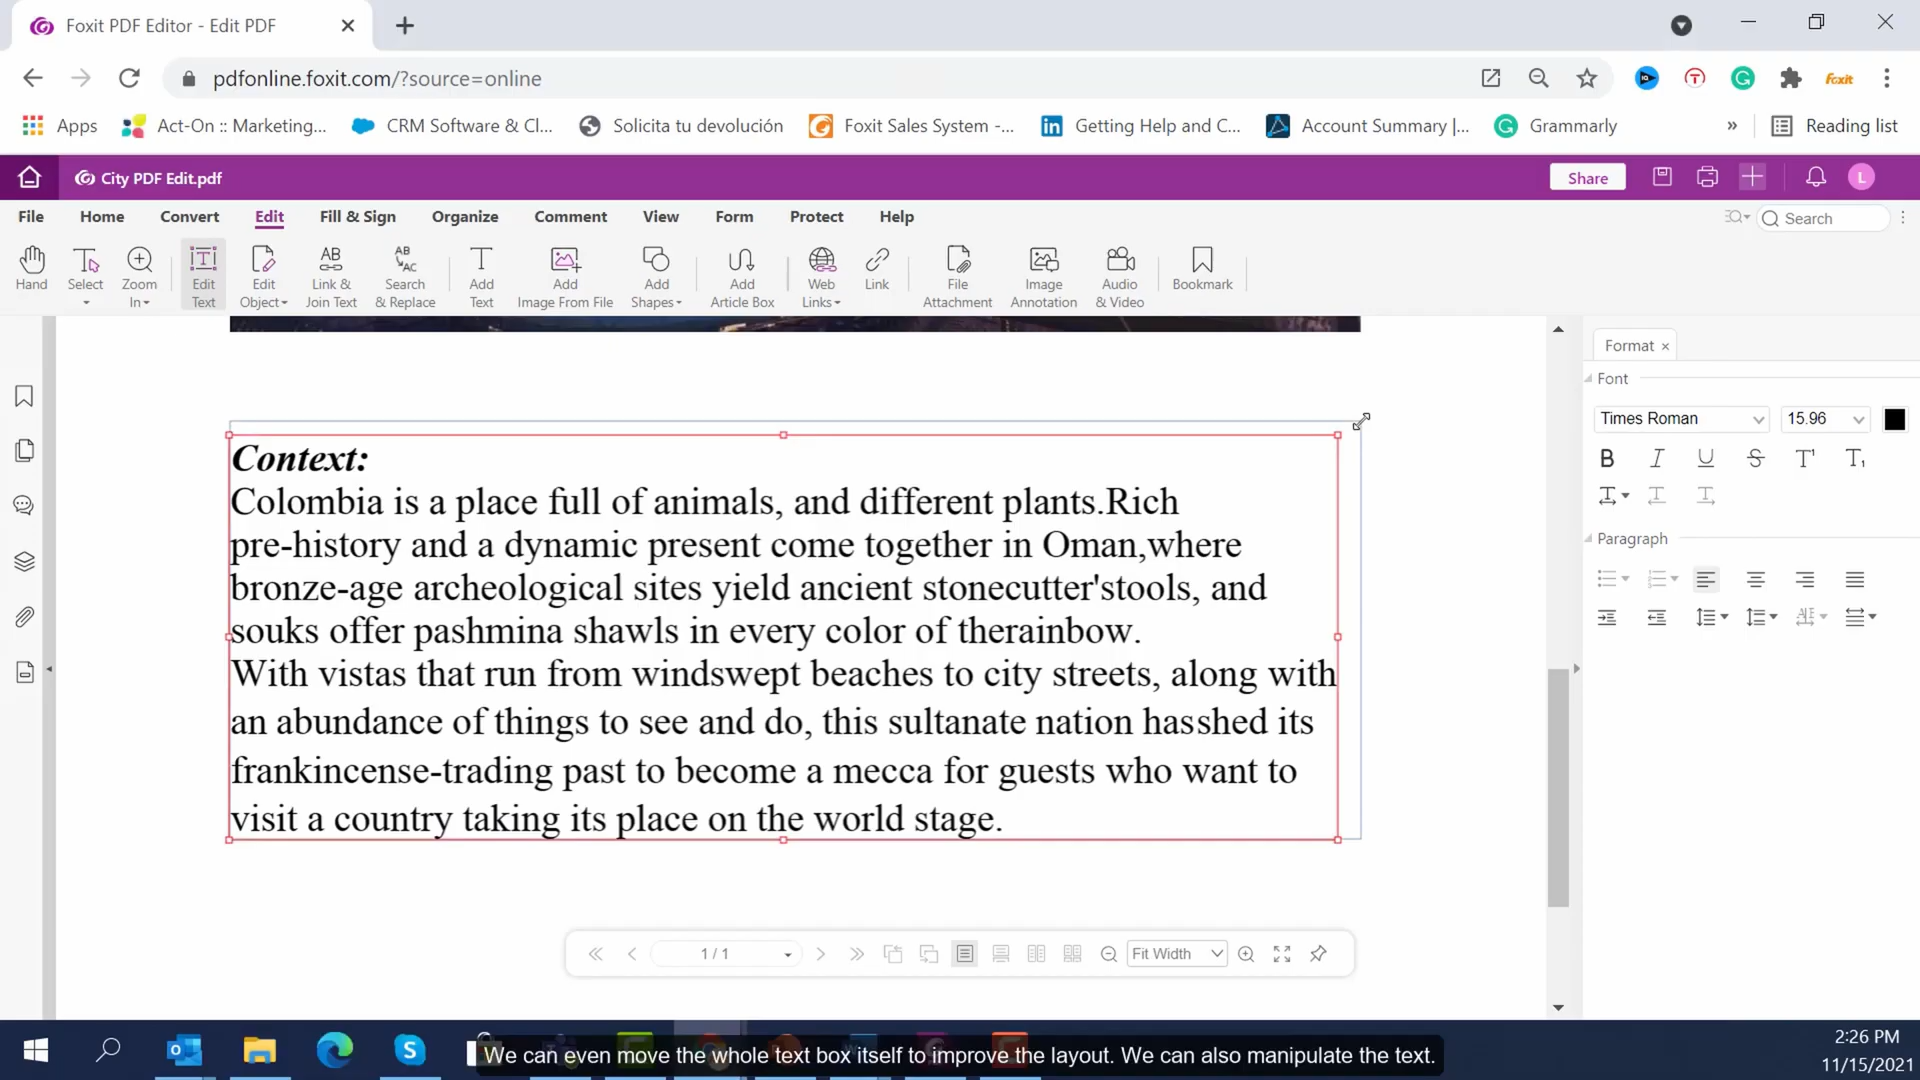 Foxit PDF Editor - Edit PDF
pdfonline.foxit.com/?source=online
Foxit
Apps
Act-On :: Marketing...
CRM Software & Cl...
Solicita tu devolución
Foxit Sales System -...
Getting Help and C...
Account Summary |...
Grammarly
»
Reading list
City PDF Edit.pdf
Share
L
File
Home
Convert
Edit
Fill & Sign
Organize
Comment
View
Form
Protect
Help
Search
Hand
Select
Zoom In
Edit Text
Edit Object
Link & Join Text
Search & Replace
Add Text
Add Image From File
Add Shapes
Add Article Box
Web Links
Link
File Attachment
Image Annotation
Audio & Video
Bookmark
Format
Font
Times Roman
15.96
Paragraph
Context:
Colombia is a place full of animals, and different plants.Rich
pre-history and a dynamic present come together in Oman,where
bronze-age archeological sites yield ancient stonecutter'stools, and
souks offer pashmina shawls in every color of therainbow.
With vistas that run from windswept beaches to city streets, along with
an abundance of things to see and do, this sultanate nation hasshed its
frankincense-trading past to become a mecca for guests who want to
visit a country taking its place on the world stage.
1 / 1
Fit Width
We can even move the whole text box itself to improve the layout. We can also manipulate the text.
2:26 PM
11/15/2021